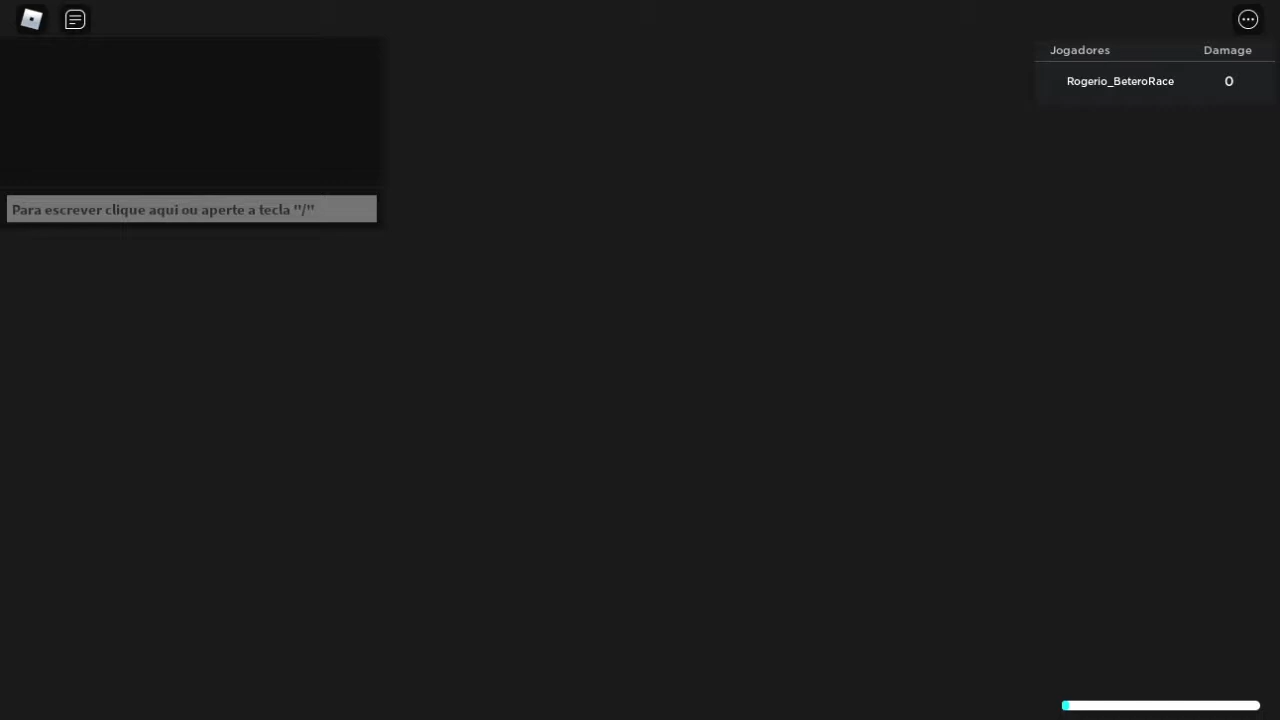 Jogadores Damage
Rogerio_BeteroRace 0
Para escrever clique aqui ou aperte a tecla "/"